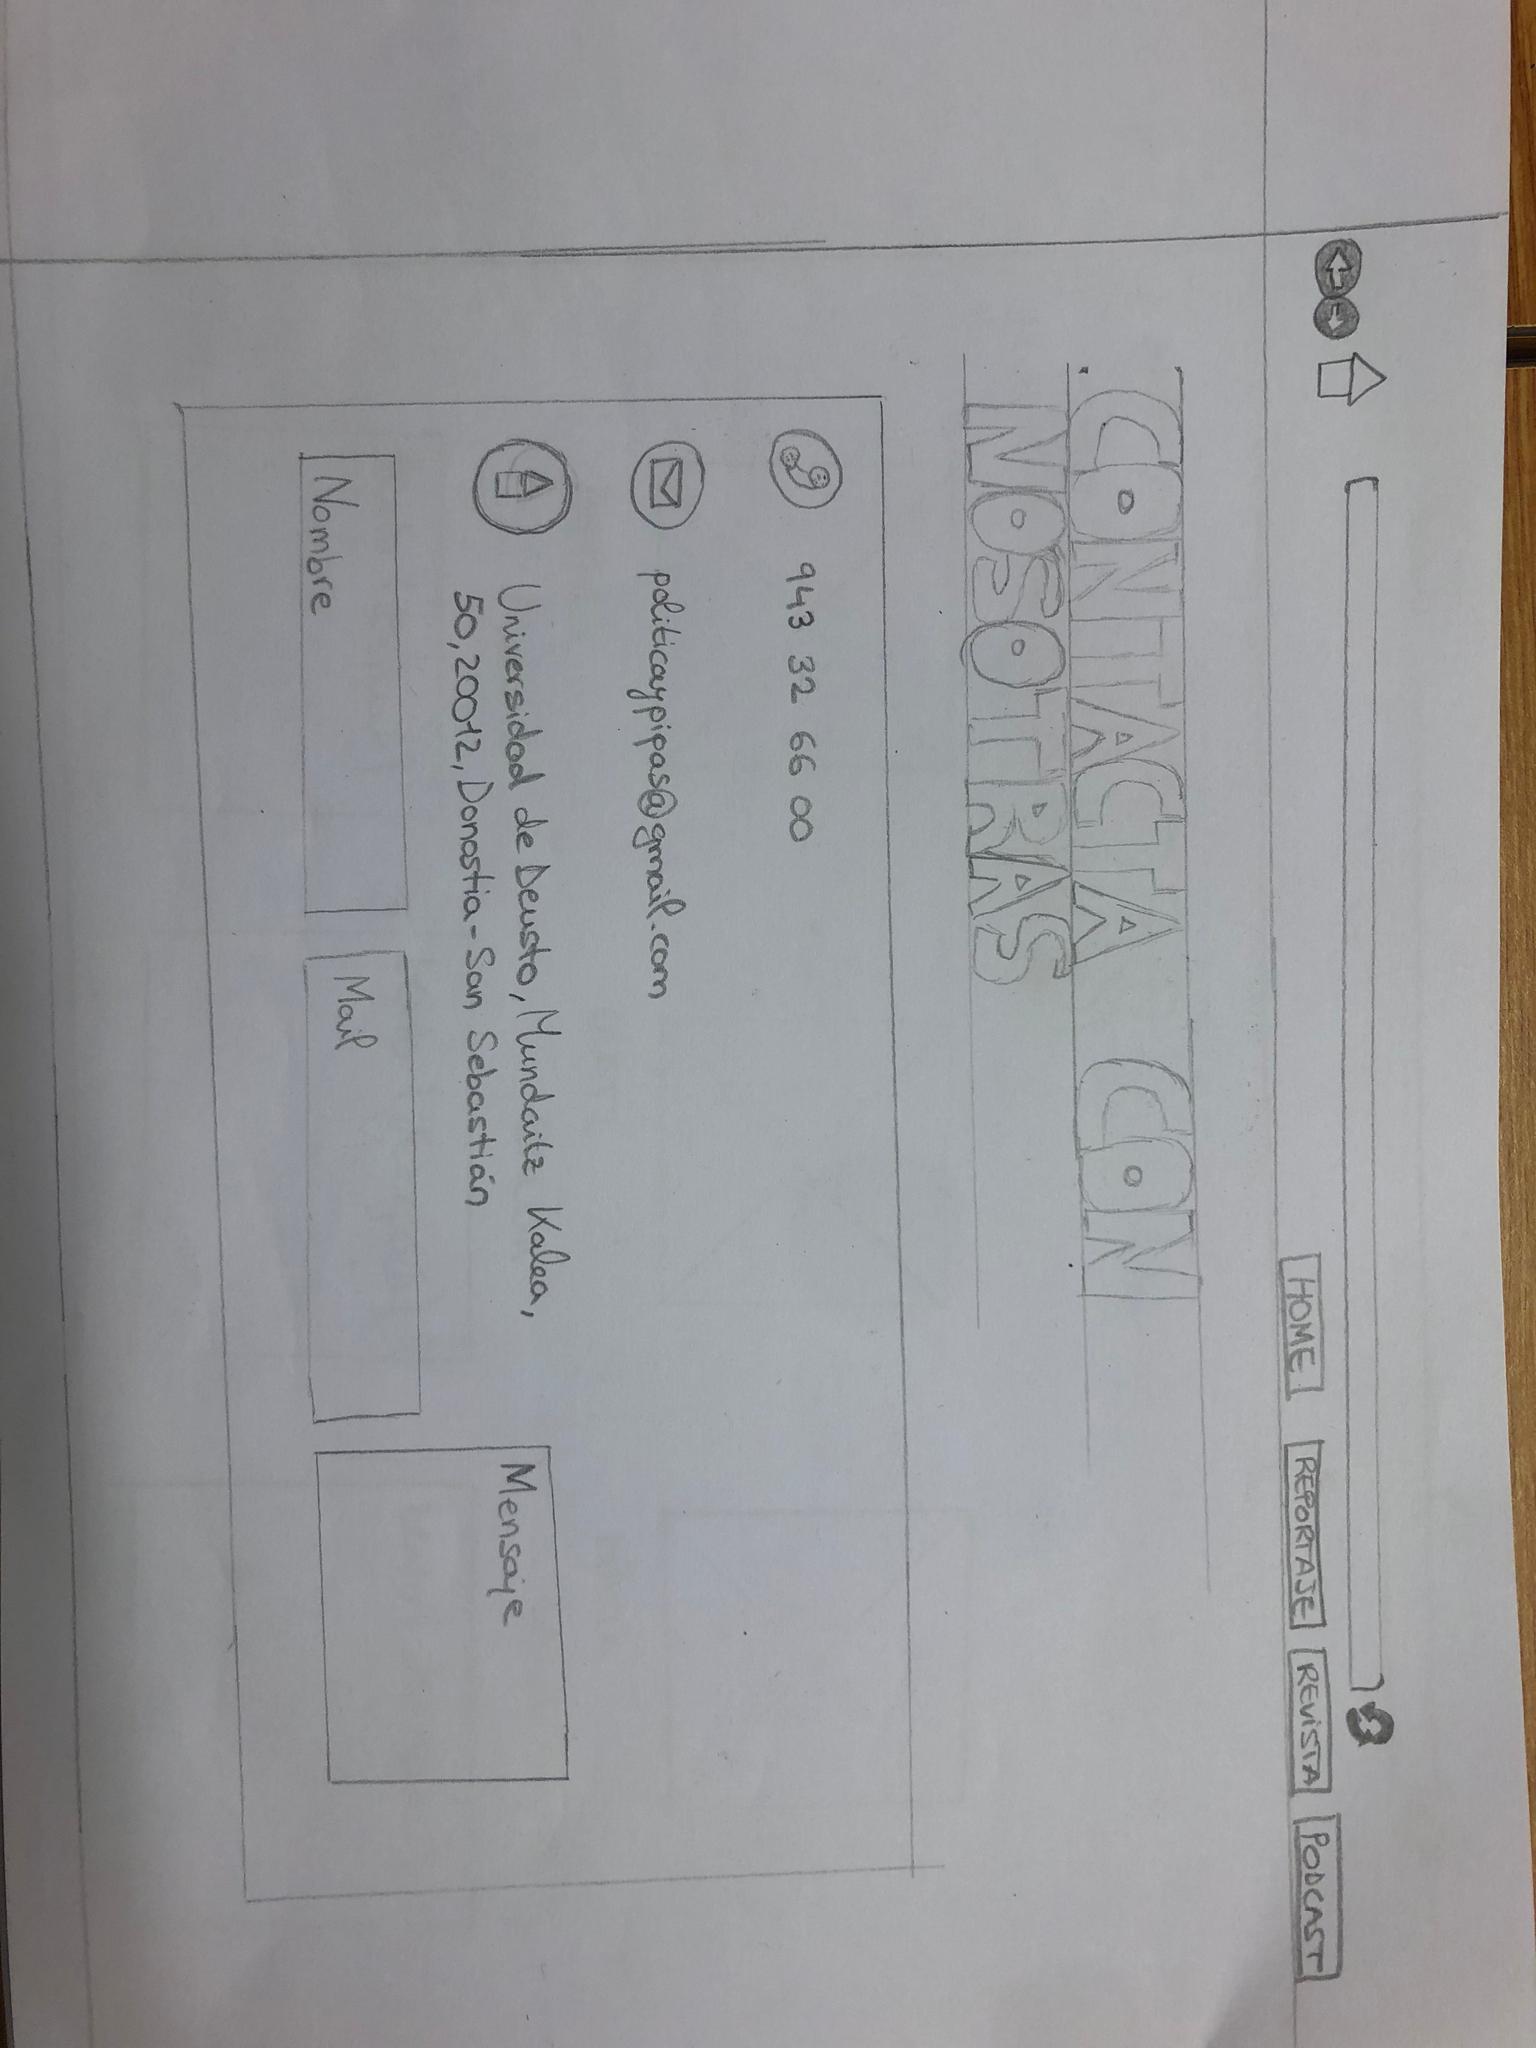 HOME REPORTAJE REVISTA PODCAST
CONTACTA CON
NOSOTRAS
943 32 66 00
politicaypipas@gmail.com
Universidad de Deusto, Mundaitz Kalea,
50, 20012, Donostia-San Sebastián
Mensaje
Nombre
Mail